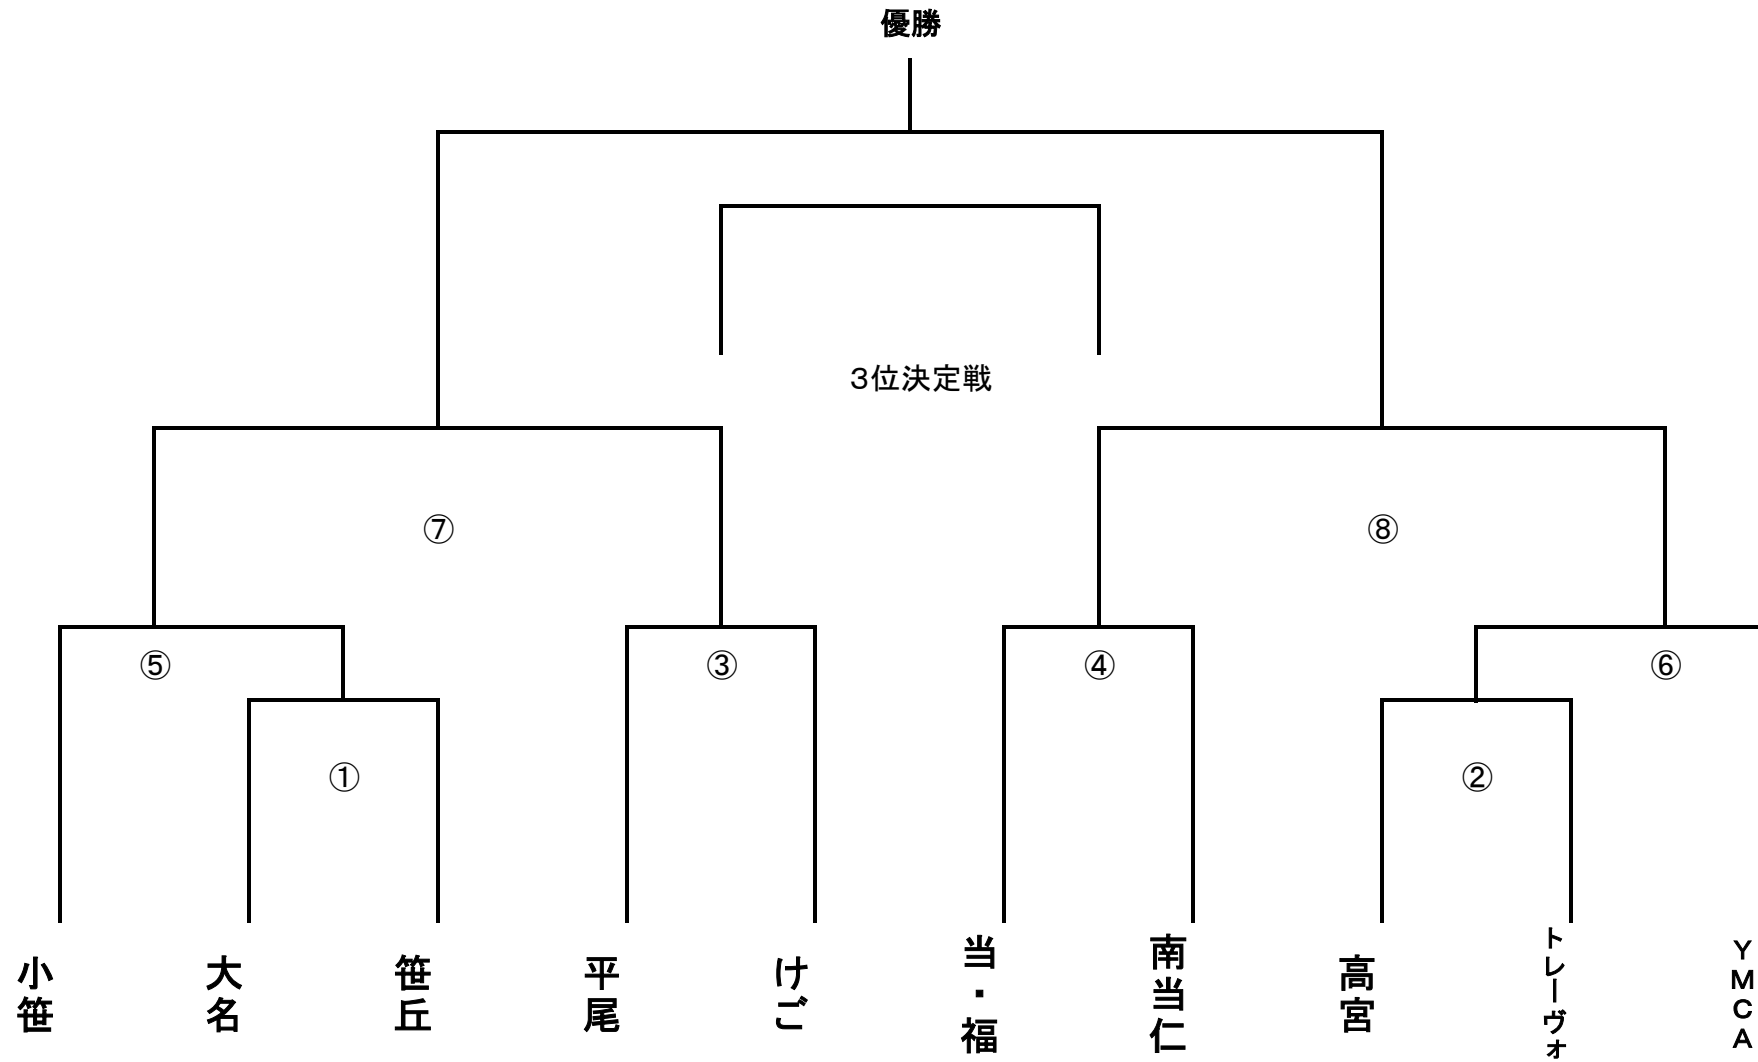 優勝
3位決定戦
⑦
⑧
⑤
③
④
⑥
①
②
小笹
大名
笹丘
平尾
けご
当・福
南当仁
高宮
トレーヴォ
YMCA